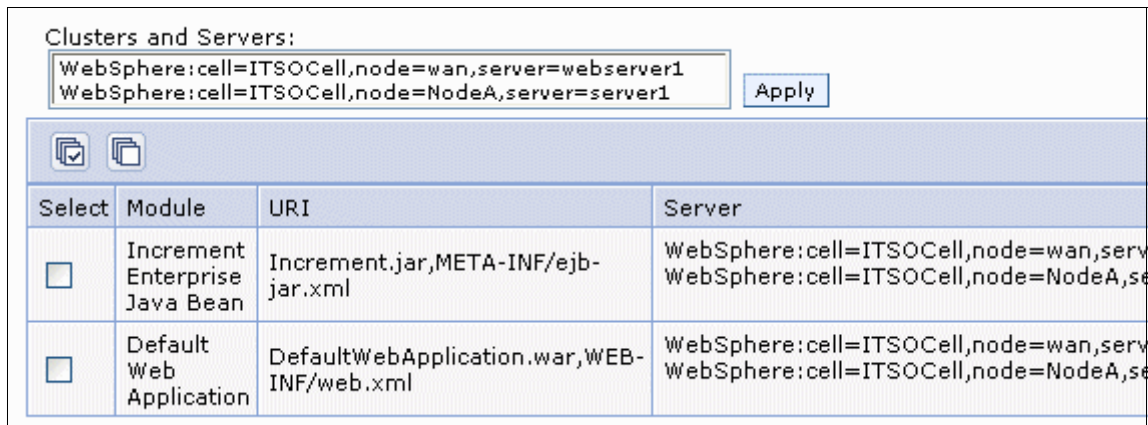 Clusters and Servers:
WebSphere:cell=ITSOCell,node=wan,server=webserver1
WebSphere:cell=ITSOCell,node=NodeA,server=server1
Apply
Select Module URI Server
Increment
Enterprise
Java Bean
Increment.jar,META-INF/ejb-
jar.xml
WebSphere:cell=ITSOCell,node=wan,serv
WebSphere:cell=ITSOCell,node=NodeA,se
Default
Web
Application
DefaultWebApplication.war,WEB-
INF/web.xml
WebSphere:cell=ITSOCell,node=wan,serv
WebSphere:cell=ITSOCell,node=NodeA,se